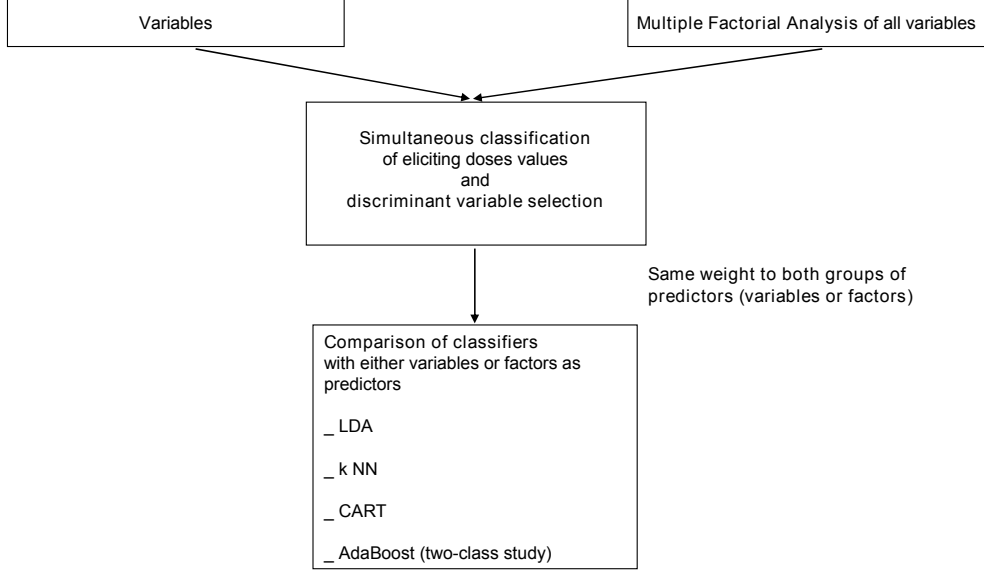 Variables
Multiple Factorial Analysis of all variables
Simultaneous classification
of eliciting doses values
and
discriminant variable selection
Same weight to both groups of
predictors (variables or factors)
Comparison of classifiers
with either variables or factors as
predictors
_ LDA
_ k NN
_ CART
_ AdaBoost (two-class study)